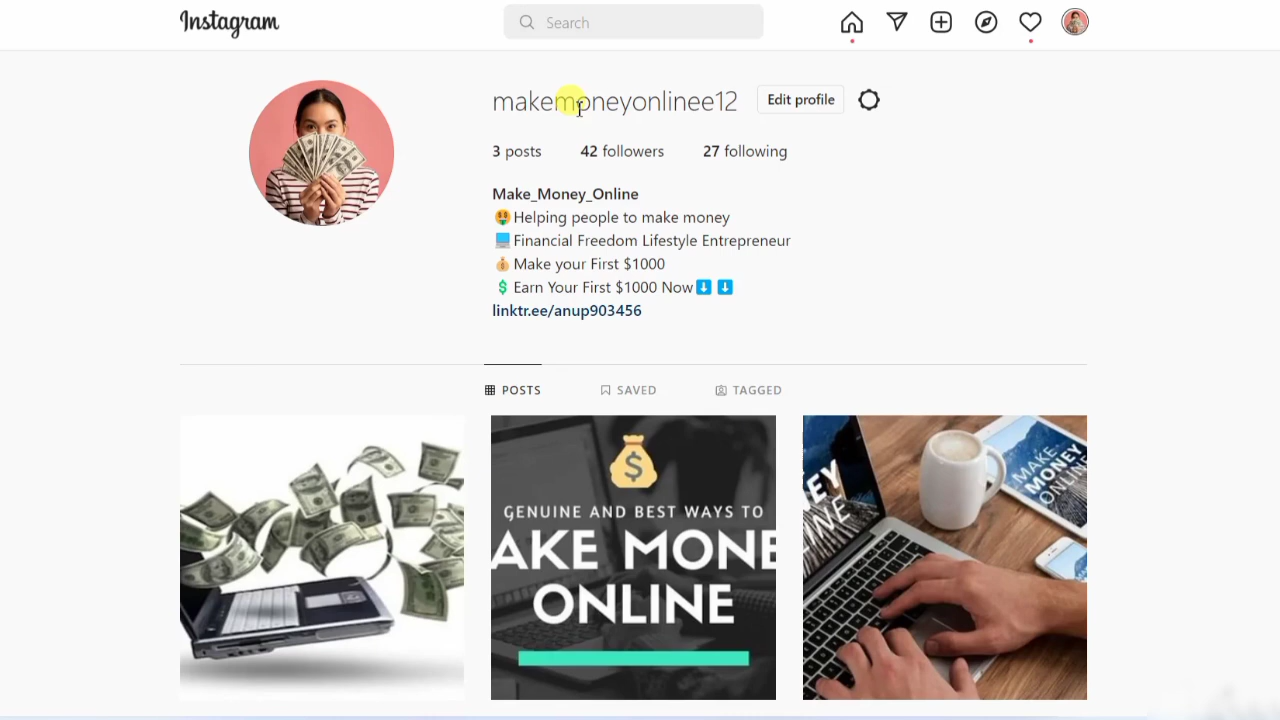 Instagram
Search
makemoneyonlinee12
Edit profile
3 posts 42 followers 27 following
Make_Money_Online
🤑Helping people to make money
💻Financial Freedom Lifestyle Entrepreneur
💰Make your First $1000
💲Earn Your First $1000 Now⬇️ ⬇️
linktr.ee/anup903456
POSTS SAVED TAGGED
GENUINE AND BEST WAYS TO
AKE MONE
ONLINE
MAKE
MONEY
ONLINE